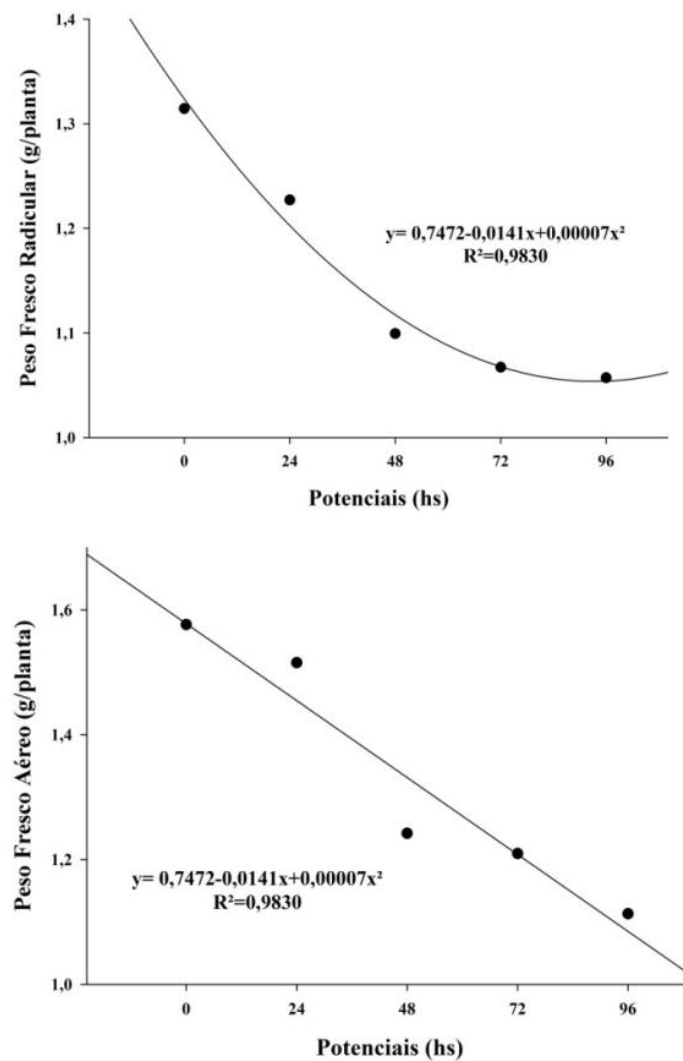 Peso Fresco Radicular (g/planta)
1,4
1,3
1,2
1,1
1,0
y= 0,7472-0,0141x+0,00007x²
R²=0,9830
0 24 48 72 96
Potenciais (hs)
Peso Fresco Aéreo (g/planta)
1,6
1,4
1,2
1,0
y= 0,7472-0,0141x+0,00007x²
R²=0,9830
0 24 48 72 96
Potenciais (hs)